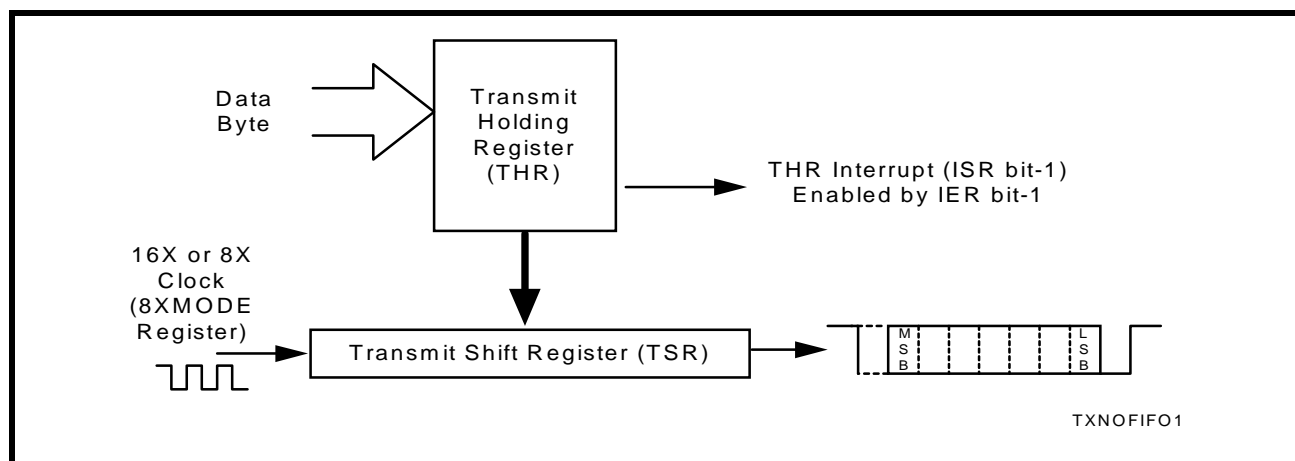 Data
Byte
Transmit
Holding
Register
(THR)
THR Interrupt (ISR bit-1)
Enabled by IER bit-1
16X or 8X
Clock
(8XMODE
Register)
Transmit Shift Register (TSR)
M
S
B
L
S
B
TXNOFIFO1